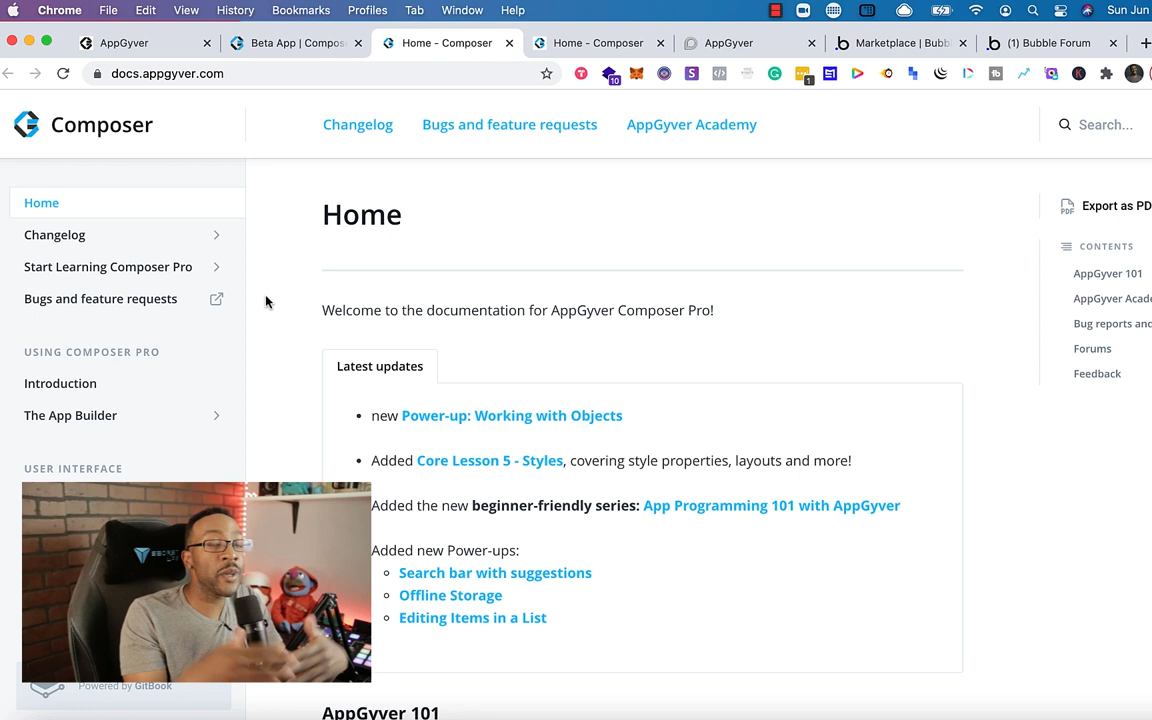 Chrome File Edit View History Bookmarks Profiles Tab Window Help Sun Jun
AppGyver Beta App | Compos Home - Composer Home - Composer AppGyver Marketplace | Bubb (1) Bubble Forum
docs.appgyver.com 10 1
Composer
Changelog Bugs and feature requests AppGyver Academy Search...
Home
Changelog
Start Learning Composer Pro
Bugs and feature requests
USING COMPOSER PRO
Introduction
The App Builder
USER INTERFACE
Powered by GitBook
Home
Welcome to the documentation for AppGyver Composer Pro!
Latest updates
new Power-up: Working with Objects
Added Core Lesson 5 - Styles, covering style properties, layouts and more!
Added the new beginner-friendly series: App Programming 101 with AppGyver
Added new Power-ups:
Search bar with suggestions
Offline Storage
Editing Items in a List
AppGyver 101
Export as PD
CONTENTS
AppGyver 101
AppGyver Acade
Bug reports and
Forums
Feedback